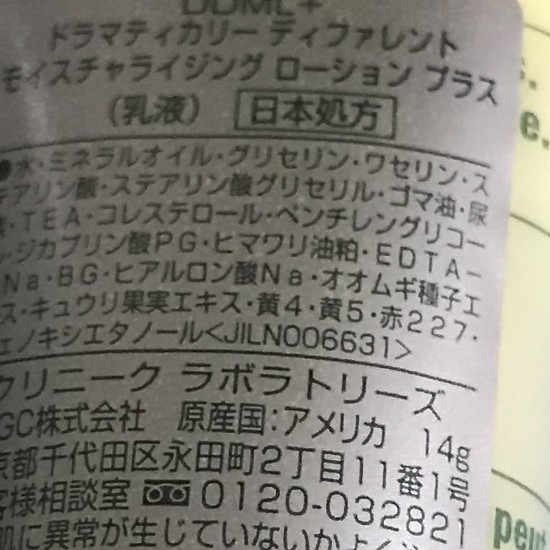 DDML+
ドラマティカリー ディファレント
モイスチャライジング ローション プラス
(乳液) 日本処方
●水・ミネラルオイル・グリセリン・ワセリン・ス
テアリン酸・ステアリン酸グリセリル・ゴマ油・尿
・TEA・コレステロール・ペンチレングリコー
・ジカプリン酸PG・ヒマワリ油粕・EDTA-
Na・BG・ヒアルロン酸Na・オオムギ種子エ
ス・キュウリ果実エキス・黄4・黄5・赤227・
ェノキシエタノール<JILN006631>
クリニーク ラボラトリーズ
GC株式会社 原産国:アメリカ 14g
京都千代田区永田町2丁目11番1号
客様相談室 0120-032821
肌に異常が生じていないかよく
e.
peut